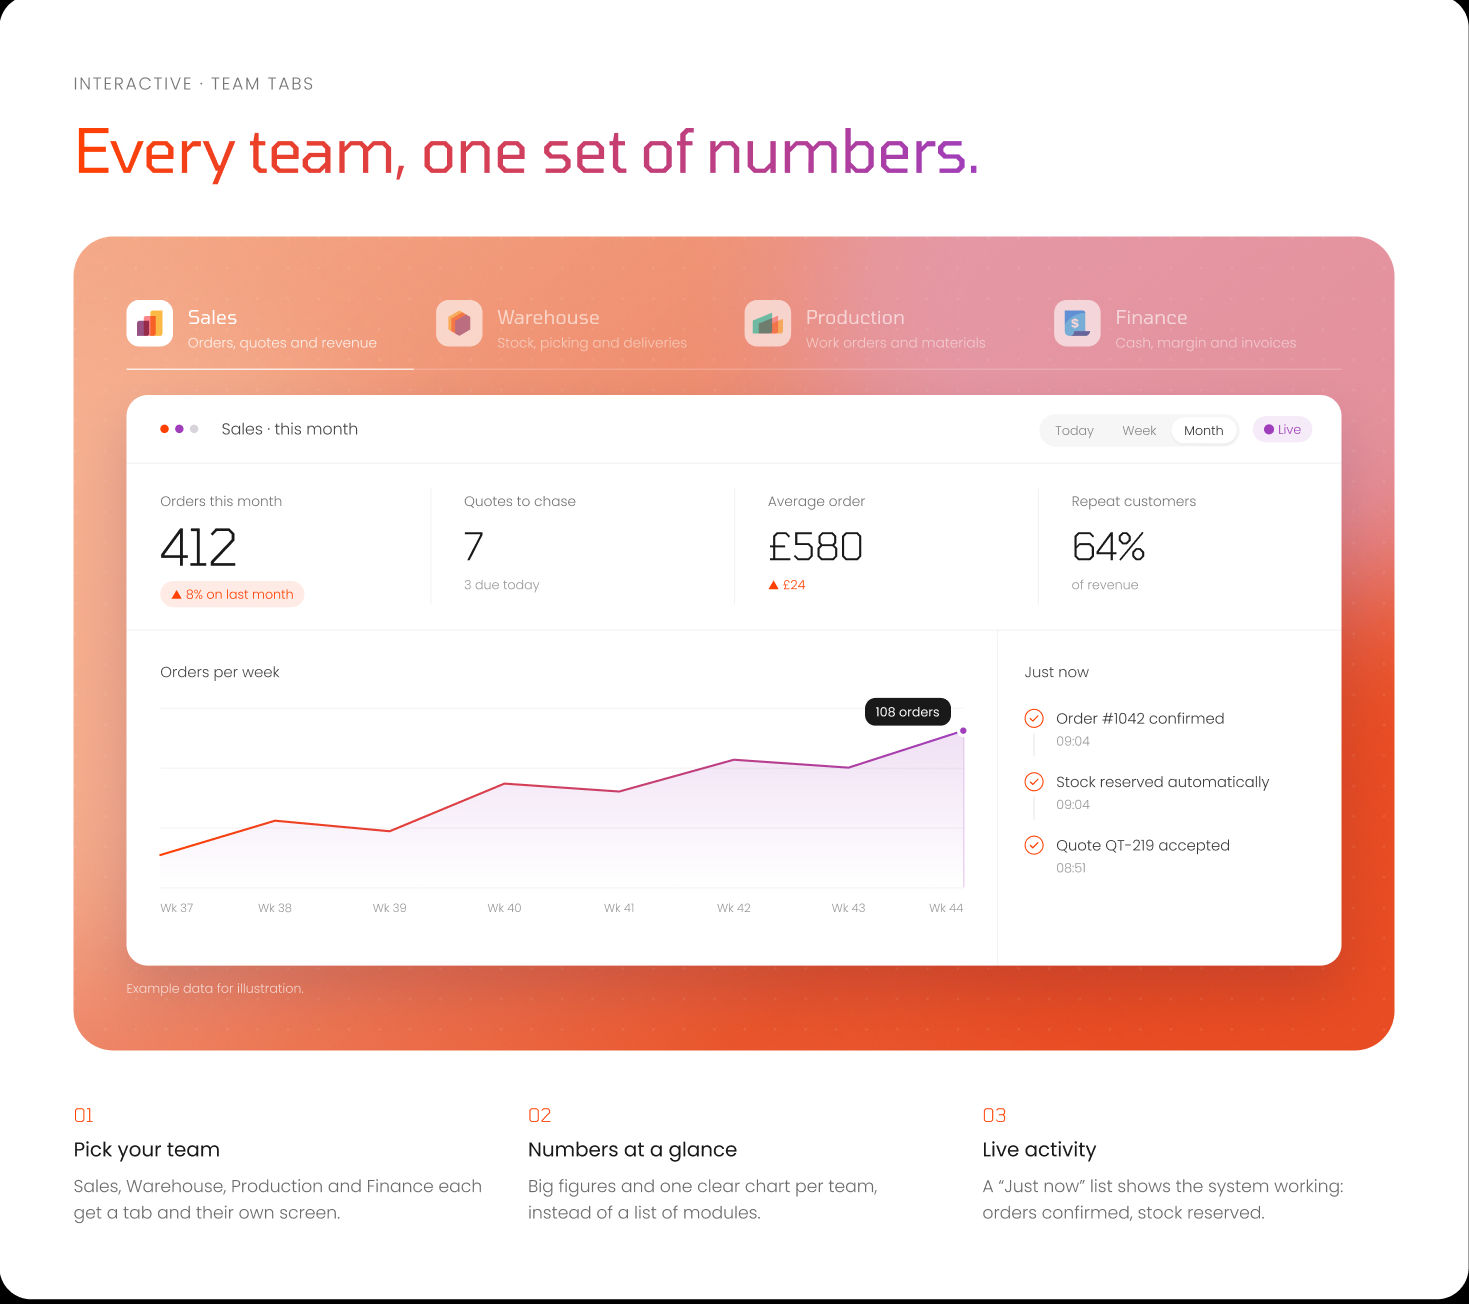 INTERACTIVE · TEAM TABS
Every team, one set of numbers.
Sales
Orders, quotes and revenue
Warehouse
Stock, picking and deliveries
Production
Work orders and materials
Finance
Cash, margin and invoices
Sales · this month
Today
Week
Month
Live
Orders this month
412
▲ 8% on last month
Quotes to chase
7
3 due today
Average order
£580
▲ £24
Repeat customers
64%
of revenue
Orders per week
108 orders
Wk 37
Wk 38
Wk 39
Wk 40
Wk 41
Wk 42
Wk 43
Wk 44
Just now
Order #1042 confirmed
09:04
Stock reserved automatically
09:04
Quote QT-219 accepted
08:51
Example data for illustration.
01
Pick your team
Sales, Warehouse, Production and Finance each
get a tab and their own screen.
02
Numbers at a glance
Big figures and one clear chart per team,
instead of a list of modules.
03
Live activity
A “Just now” list shows the system working:
orders confirmed, stock reserved.